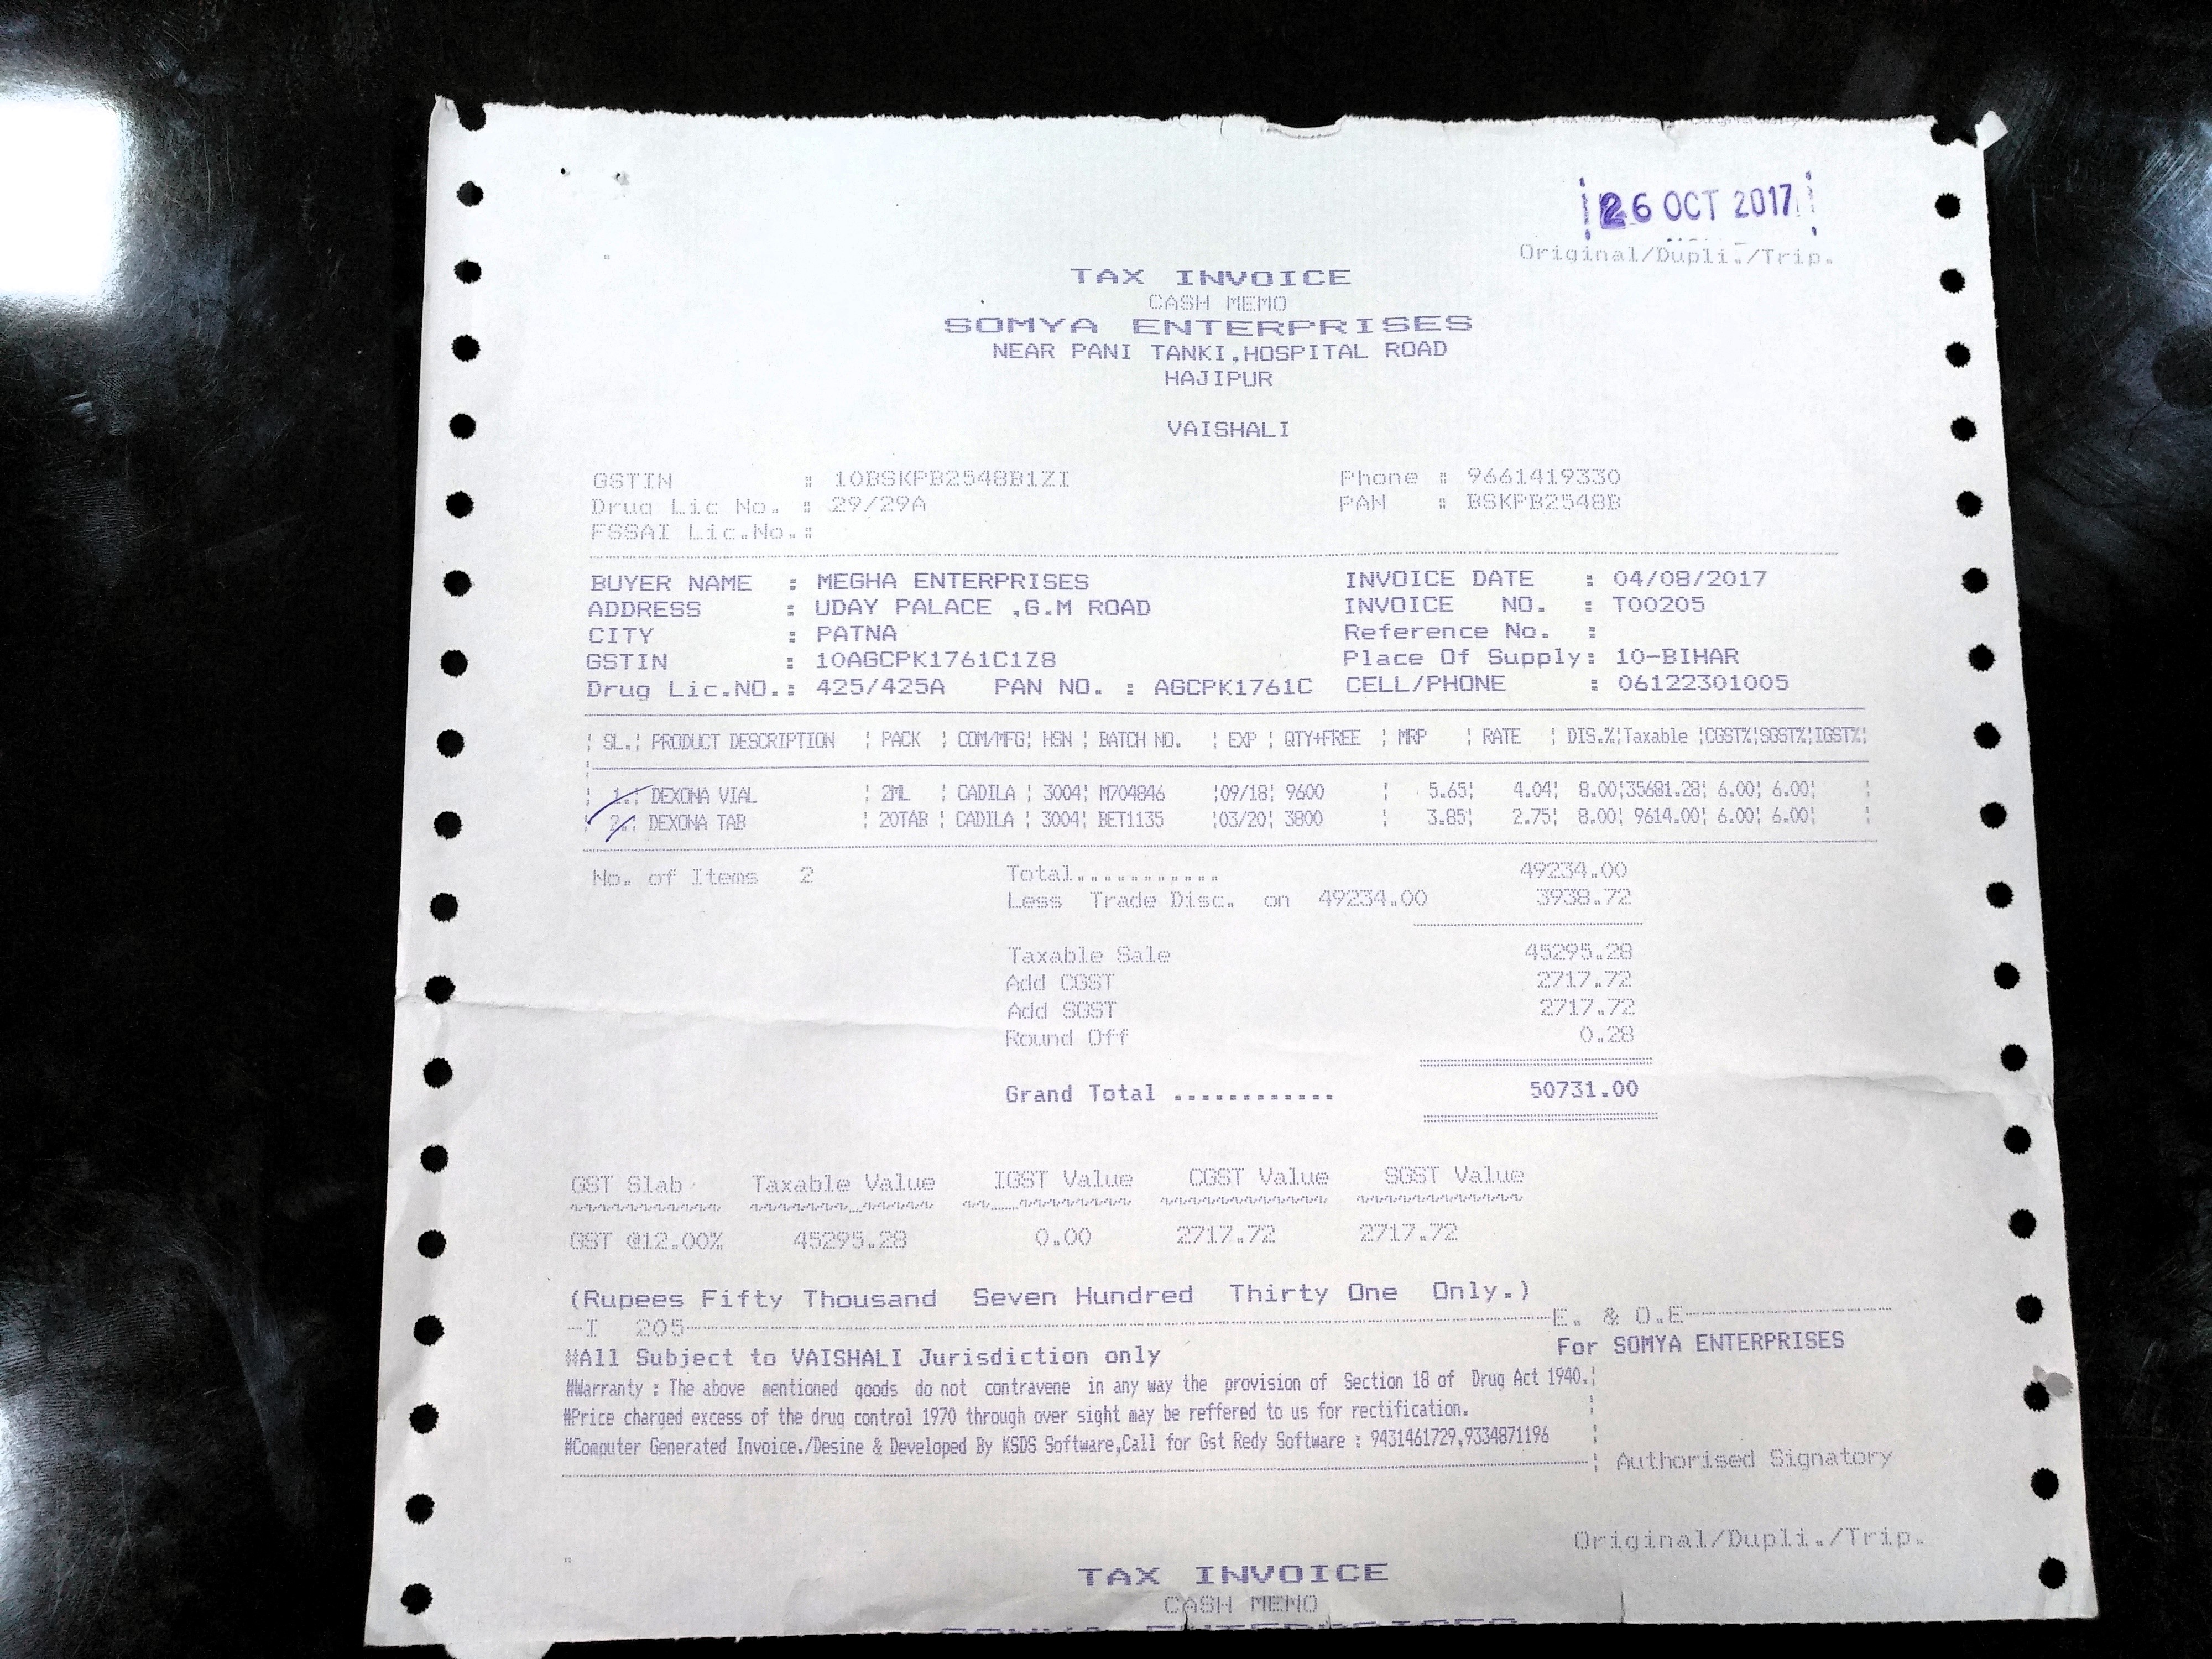 26 OCT 2017
Original/Dupli./Trip.
TAX INVOICE
CASH MEMO
SOMYA ENTERPRISES
NEAR PANI TANKI,HOSPITAL ROAD
HAJIPUR
VAISHALI
GSTIN : 10BSKPB2548B1ZI Phone : 9661419330
Drug Lic No. : 29/29A PAN : BSKPB2548B
FSSAI Lic.No.:
BUYER NAME : MEGHA ENTERPRISES INVOICE DATE : 04/08/2017
ADDRESS : UDAY PALACE ,G.M ROAD INVOICE NO. : T00205
CITY : PATNA Reference No. :
GSTIN : 10AGCPK1761C1Z8 Place Of Supply: 10-BIHAR
Drug Lic.NO.: 425/425A PAN NO. : AGCPK1761C CELL/PHONE : 06122301005
SL. PRODUCT DESCRIPTION PACK COM/MFG HSN BATCH NO. EXP QTY+FREE MRP RATE DIS.% Taxable CGST% SGST% IGST%
1. DEXONA VIAL 2ML CADILA 3004 M704846 09/18 9600 5.65 4.04 8.00 35681.28 6.00 6.00
2. DEXONA TAB 20TAB CADILA 3004 BET1135 03/20 3800 3.85 2.75 8.00 9614.00 6.00 6.00
No. of Items 2 Total........... 49234.00
Less Trade Disc. on 49234.00 3938.72
Taxable Sale 45295.28
Add CGST 2717.72
Add SGST 2717.72
Round Off 0.28
Grand Total ............ 50731.00
GST Slab Taxable Value IGST Value CGST Value SGST Value
GST @12.00% 45295.28 0.00 2717.72 2717.72
(Rupees Fifty Thousand Seven Hundred Thirty One Only.)
-I 205- E. & O.E
For SOMYA ENTERPRISES
#All Subject to VAISHALI Jurisdiction only
#Warranty : The above mentioned goods do not contravene in any way the provision of Section 18 of Drug Act 1940.
#Price charged excess of the drug control 1970 through over sight may be reffered to us for rectification.
#Computer Generated Invoice./Desine & Developed By KSDS Software,Call for Gst Redy Software : 9431461729,9334871196
Authorised Signatory
Original/Dupli./Trip.
TAX INVOICE
CASH MEMO